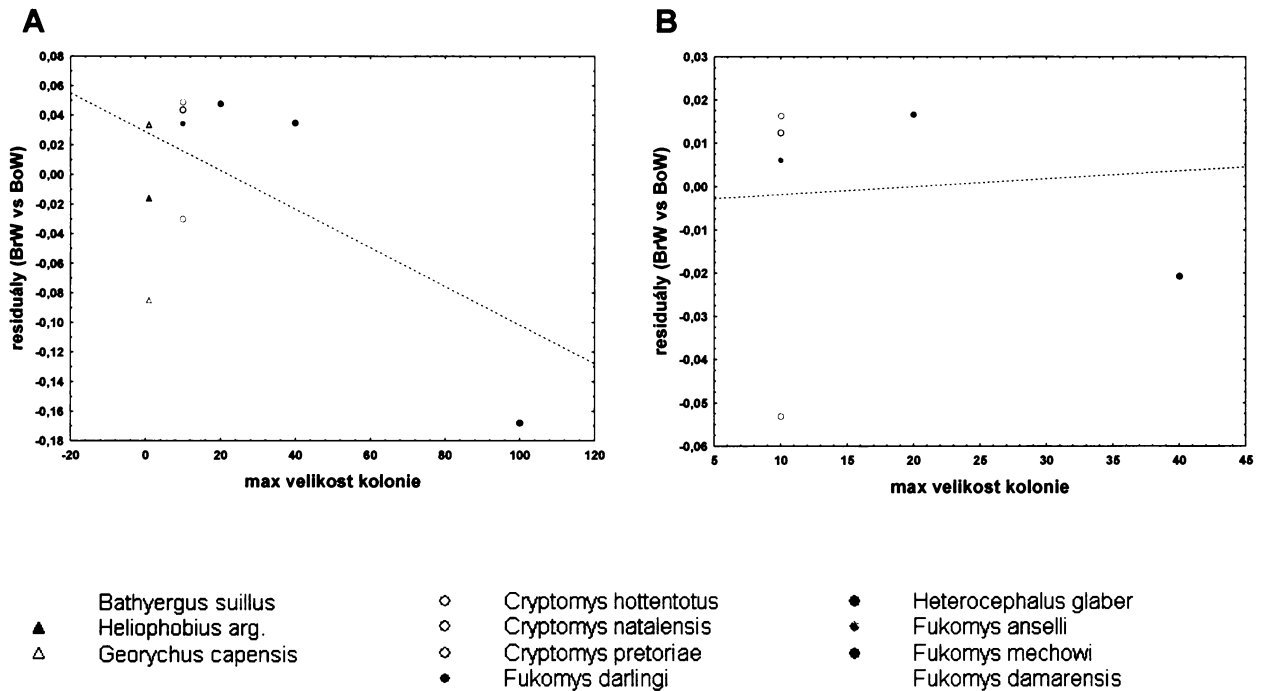 A
0,08
0,06
0,04
0,02
0,00
-0,02
-0,04
-0,06
-0,08
-0,10
-0,12
-0,14
-0,16
-0,18
-20 0 20 40 60 80 100 120
residuály (BrW vs BoW)
max velikost kolonie
B
0,03
0,02
0,01
0,00
-0,01
-0,02
-0,03
-0,04
-0,05
-0,06
5 10 15 20 25 30 35 40 45
residuály (BrW vs BoW)
max velikost kolonie
Bathyergus suillus
Heliophobius arg.
Georychus capensis
Cryptomys hottentotus
Cryptomys natalensis
Cryptomys pretoriae
Fukomys darlingi
Heterocephalus glaber
Fukomys anselli
Fukomys mechowi
Fukomys damarensis